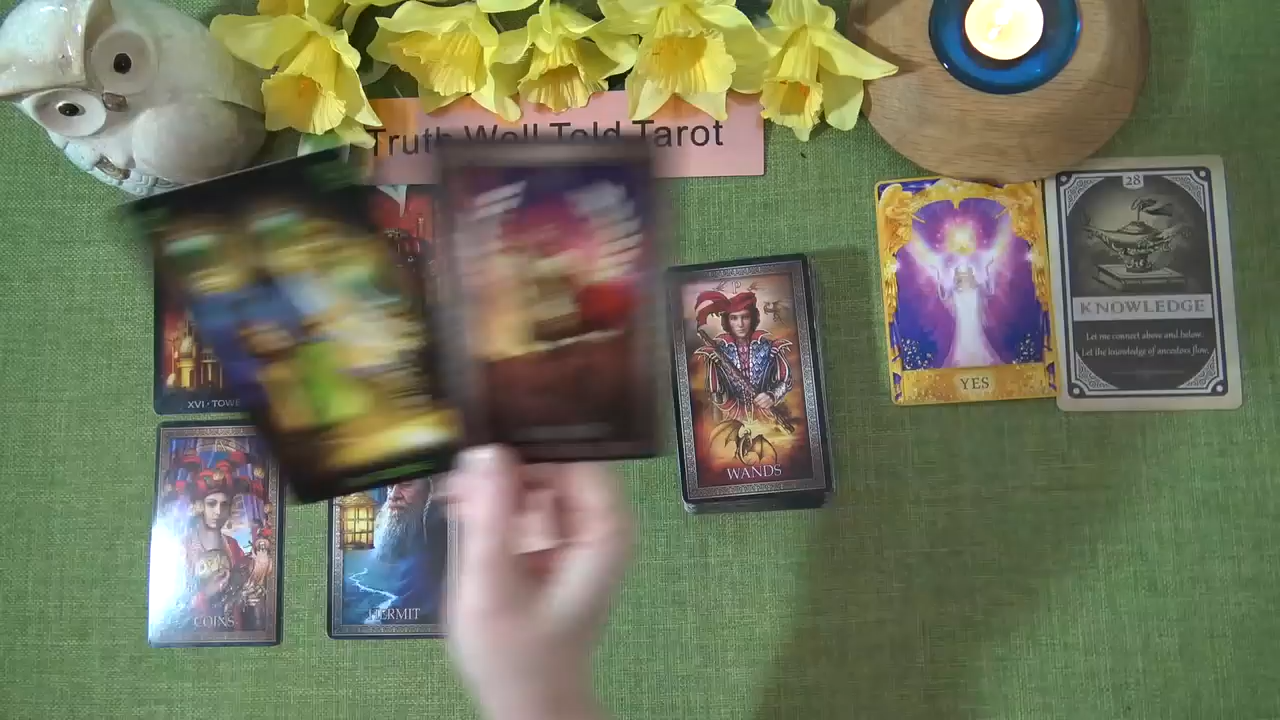 Truth Well Told Tarot
XVI • TOWE
COINS
HERMIT
P
WANDS
YES
28
KNOWLEDGE
Let me connect above and below.
Let the knowledge of ancestors flow.